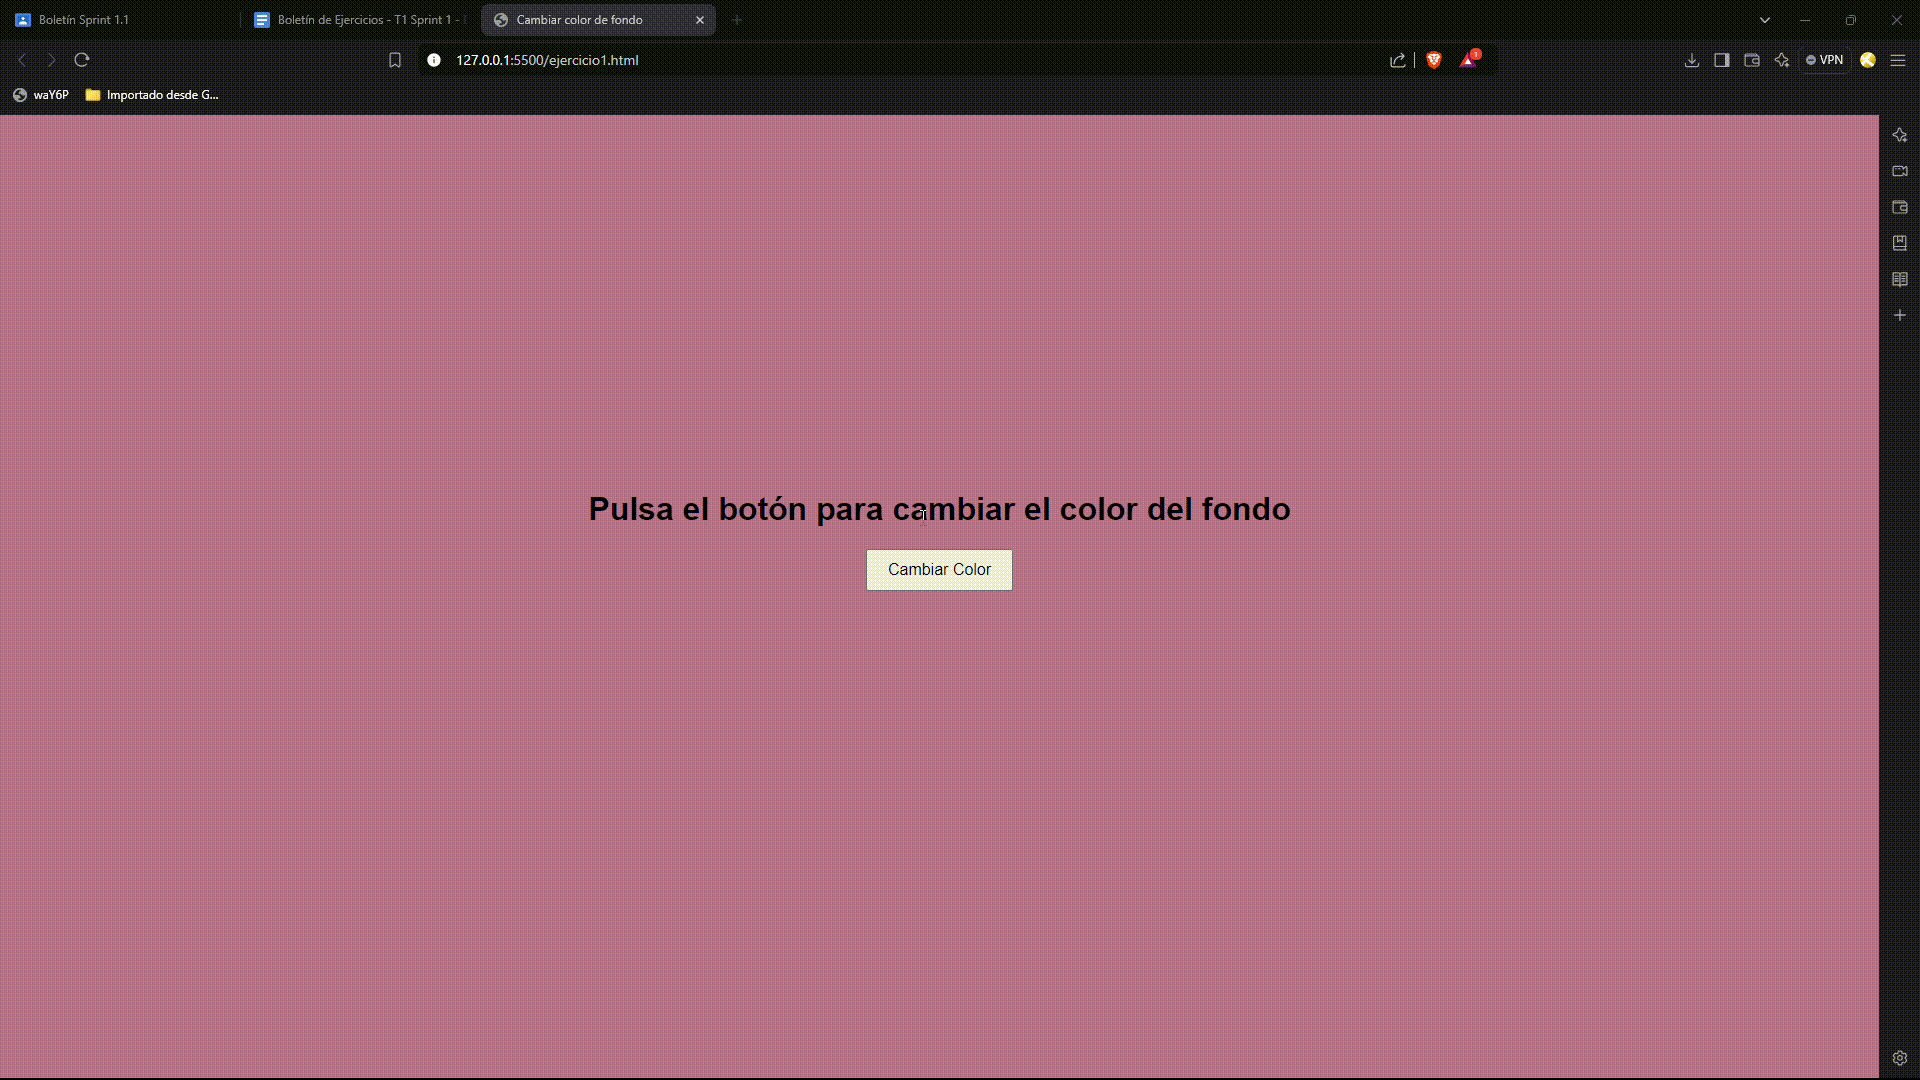 Boletín Sprint 1.1
Boletín de Ejercicios - T1 Sprint 1 -
Cambiar color de fondo
127.0.0.1:5500/ejercicio1.html
1
VPN
waY6P
Importado desde G...
Pulsa el botón para cambiar el color del fondo
Cambiar Color